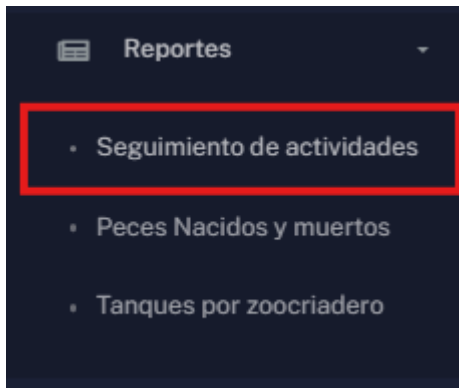 Reportes
Seguimiento de actividades
Peces Nacidos y muertos
Tanques por zoocriadero